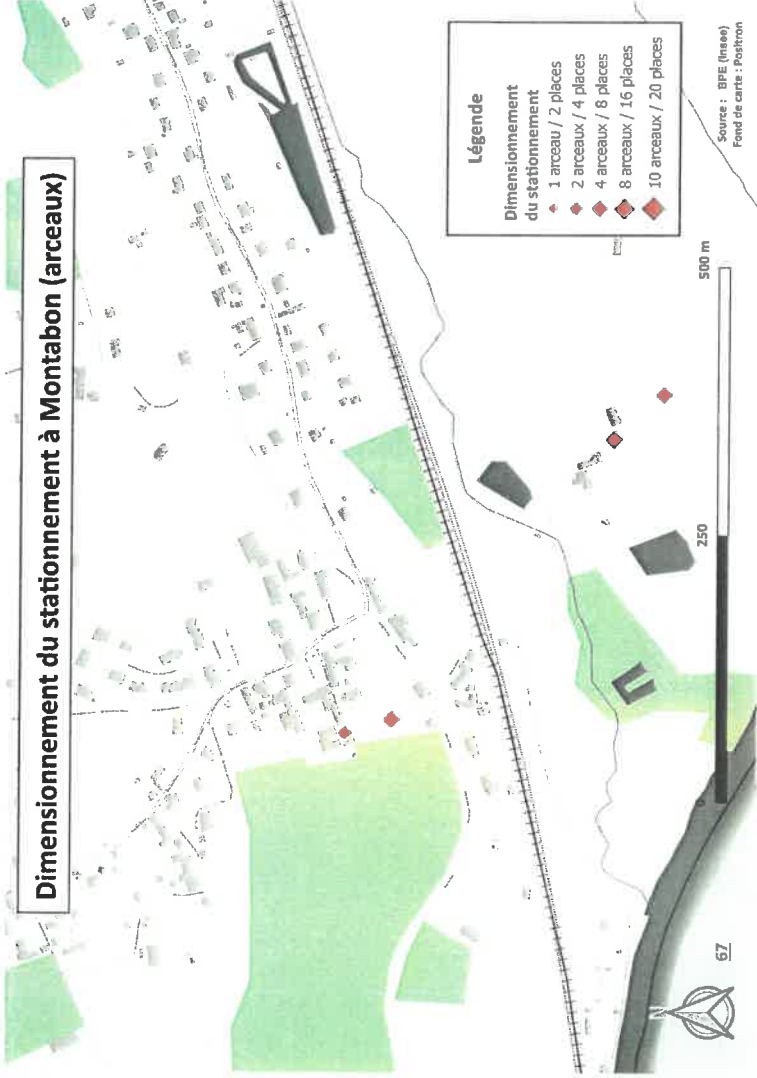 Dimensionnement du stationnement à Montabon (arceaux)
Légende
Dimensionnement
du stationnement
1 arceau / 2 places
2 arceaux / 4 places
4 arceaux / 8 places
8 arceaux / 16 places
10 arceaux / 20 places
0
250
500 m
Source : BPE (Insee)
Fond de carte : Positron
N
67